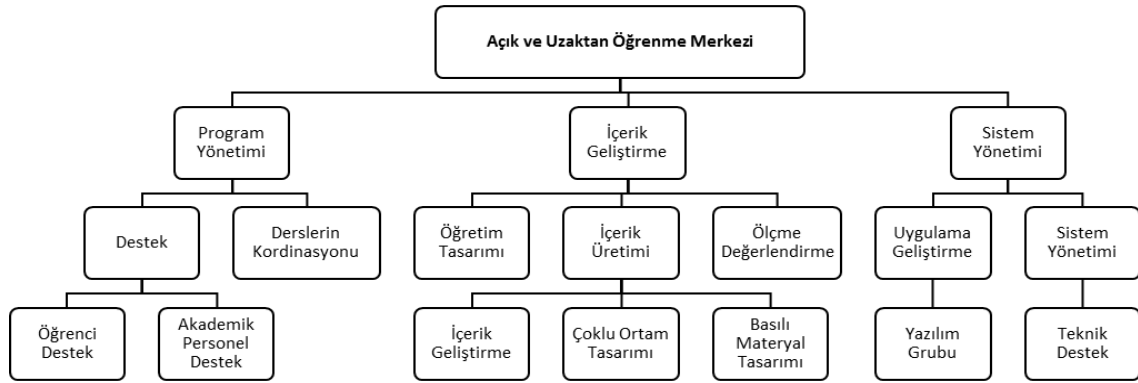 Açık ve Uzaktan Öğrenme Merkezi
Program
Yönetimi
İçerik
Geliştirme
Sistem
Yönetimi
Destek
Derslerin
Kordinasyonu
Öğretim
Tasarımı
İçerik
Üretimi
Ölçme
Değerlendirme
Uygulama
Geliştirme
Sistem
Yönetimi
Öğrenci
Destek
Akademik
Personel
Destek
İçerik
Geliştirme
Çoklu Ortam
Tasarımı
Basılı
Materyal
Tasarımı
Yazılım
Grubu
Teknik
Destek